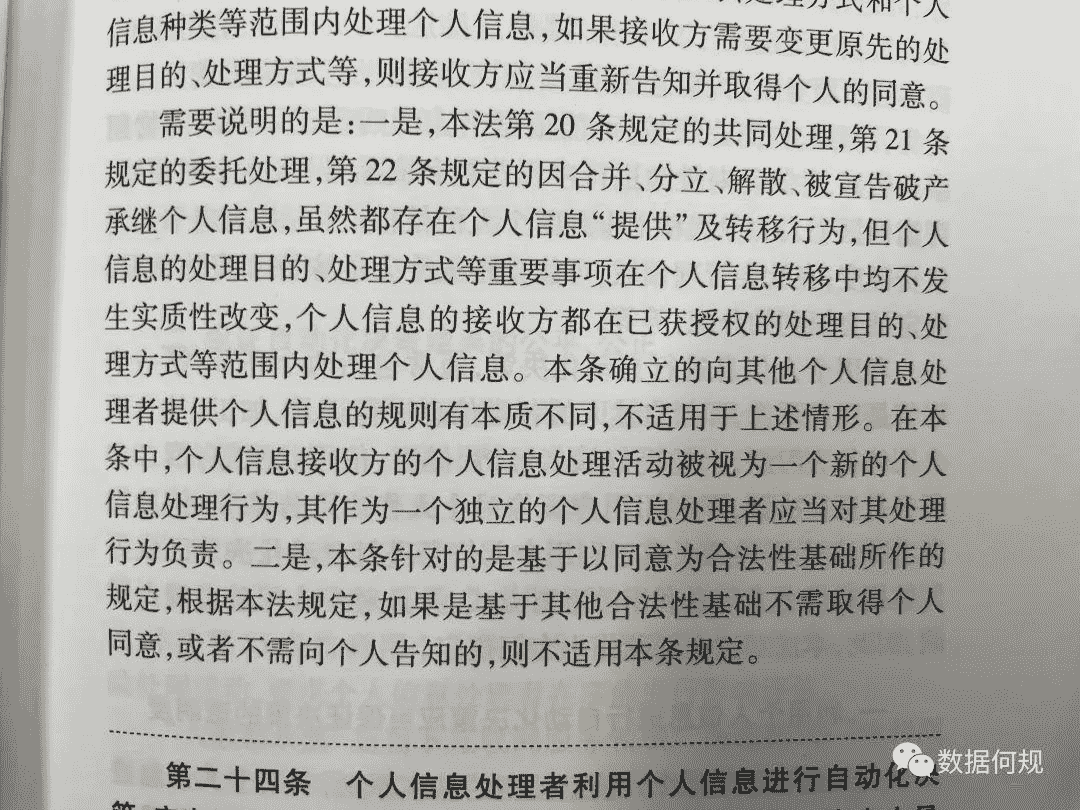 处理方式和个人
信息种类等范围内处理个人信息,如果接收方需要变更原先的处
理目的、处理方式等,则接收方应当重新告知并取得个人的同意。
需要说明的是:一是,本法第 20 条规定的共同处理,第 21 条
规定的委托处理,第 22 条规定的因合并、分立、解散、被宣告破产
承继个人信息,虽然都存在个人信息“提供”及转移行为,但个人
信息的处理目的、处理方式等重要事项在个人信息转移中均不发
生实质性改变,个人信息的接收方都在已获授权的处理目的、处
理方式等范围内处理个人信息。本条确立的向其他个人信息处
理者提供个人信息的规则有本质不同,不适用于上述情形。在本
条中,个人信息接收方的个人信息处理活动被视为一个新的个人
信息处理行为,其作为一个独立的个人信息处理者应当对其处理
行为负责。二是,本条针对的是基于以同意为合法性基础所作的
规定,根据本法规定,如果是基于其他合法性基础不需取得个人
同意,或者不需向个人告知的,则不适用本条规定。
第二十四条 个人信息处理者利用个人信息进行自动化决
数据何规